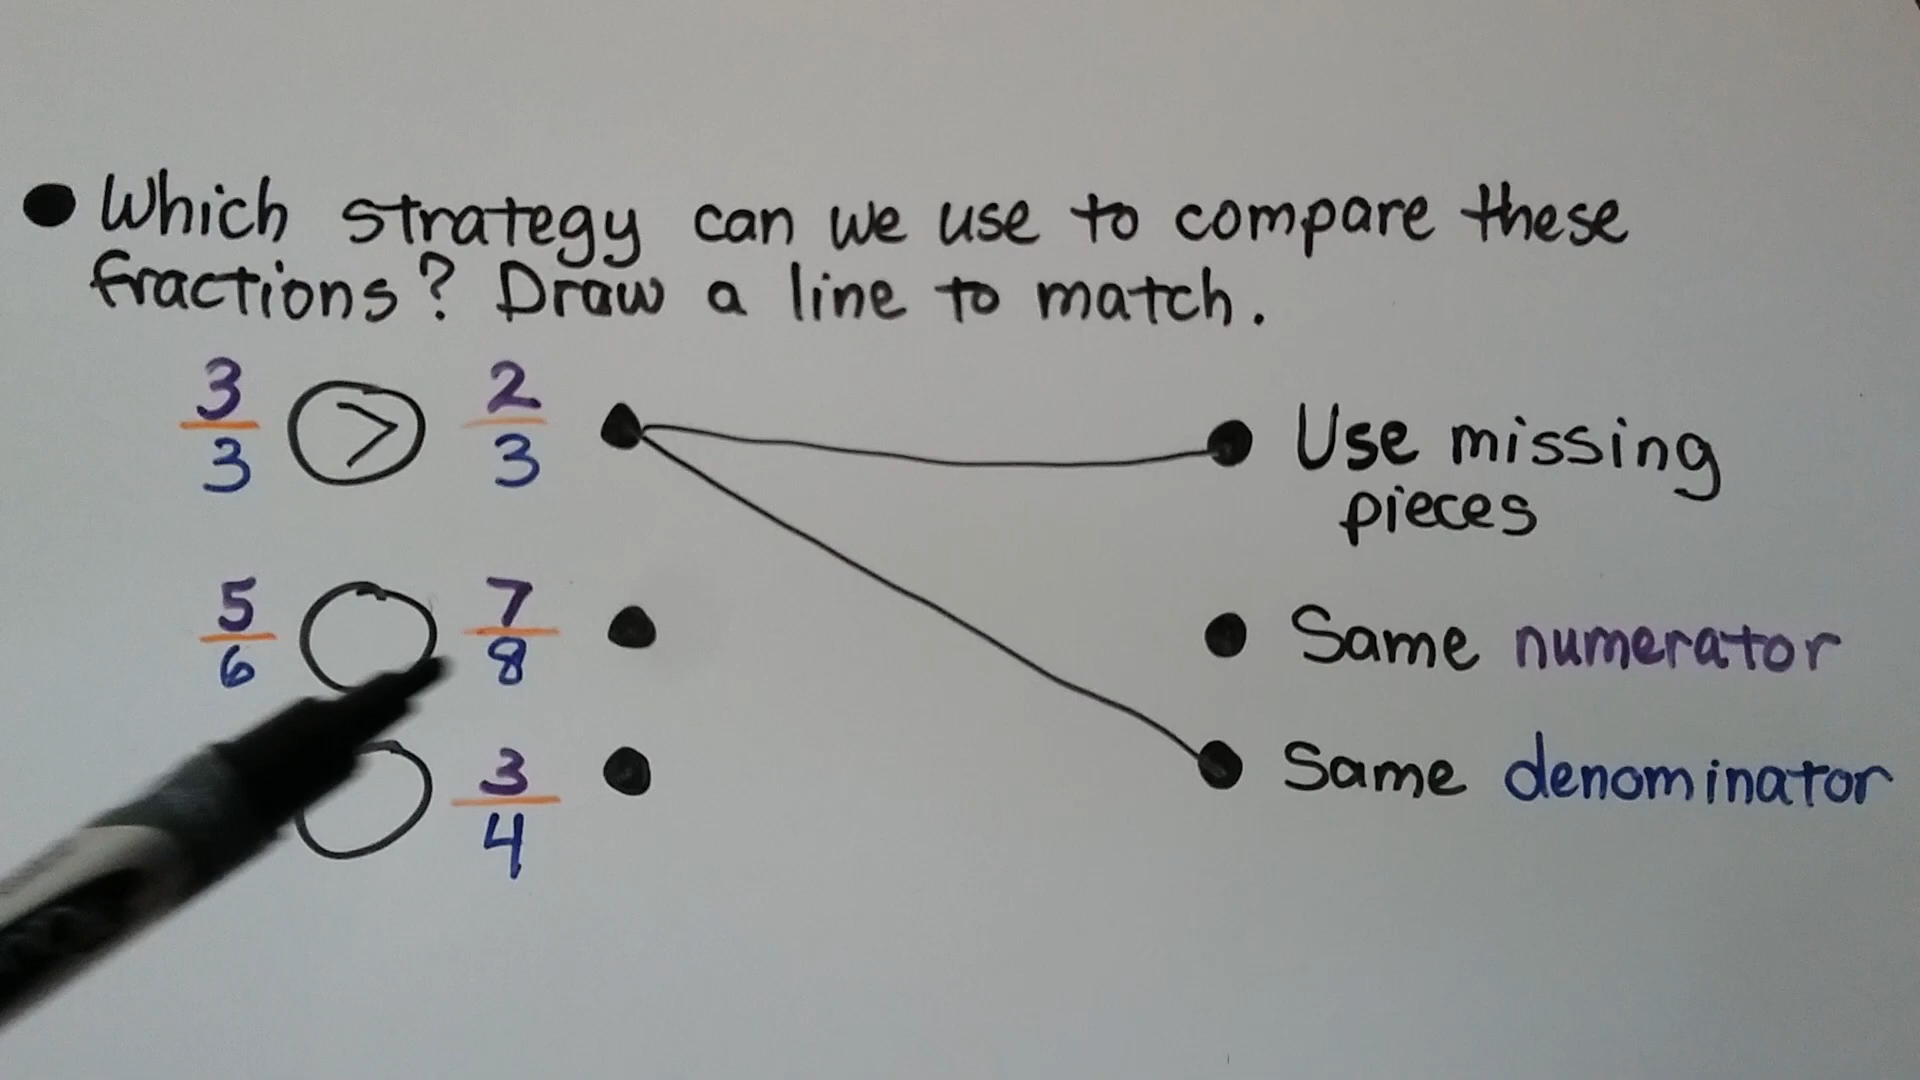 ● Which strategy can we use to compare these
fractions? Draw a line to match.
3/3 > 2/3 ● ● Use missing
pieces
5/6 ○ 7/8 ● ● Same numerator
○ 3/4 ● ● Same denominator